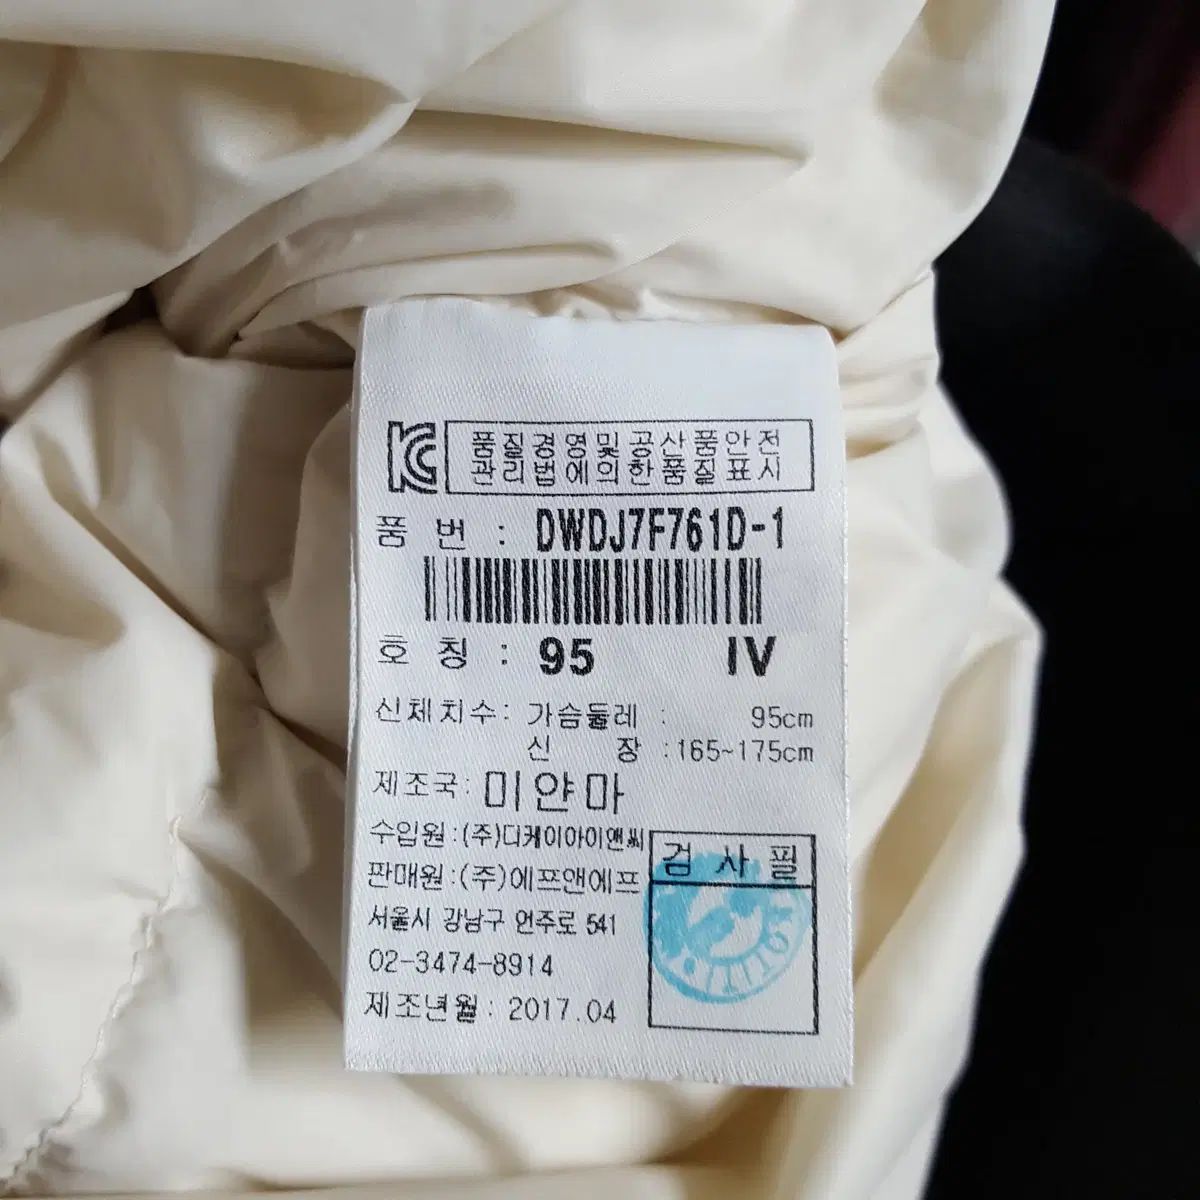 KC
품질경영및공산품안전
관리법에의한품질표시
품 번 : DWDJ7F761D-1
호 칭 : 95 IV
신체치수: 가슴둘레 : 95cm
신 장 :165~175cm
제조국: 미얀마
수입원 :(주)디케이아이앤씨
판매원 :(주)에프앤에프
서울시 강남구 언주로 541
02-3474-8914
제조년월 : 2017.04
검 사 필